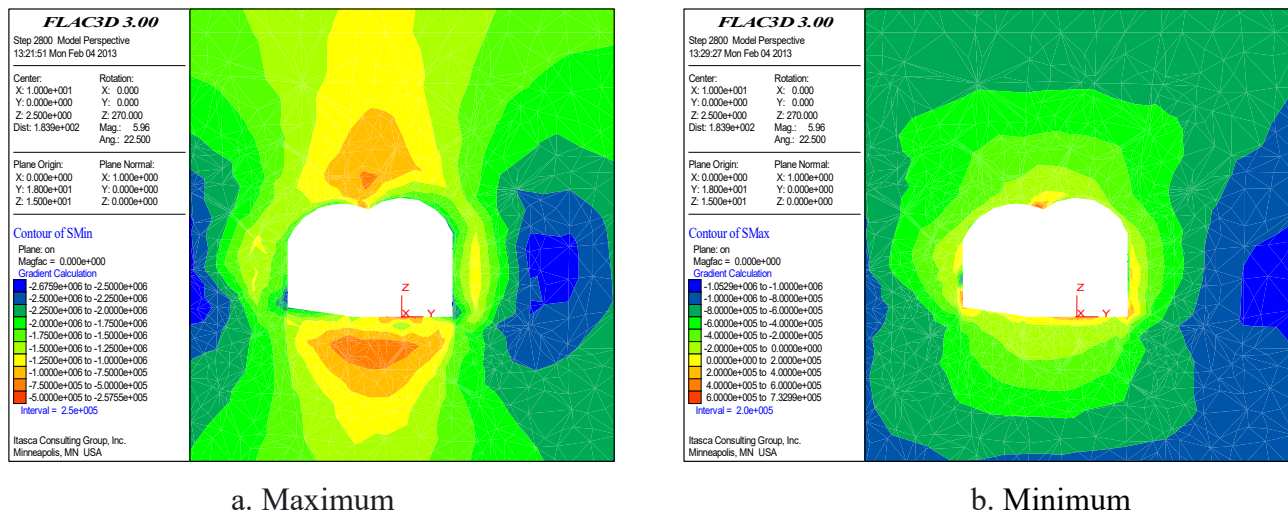 FLAC3D 3.00
Step 2800 Model Perspective
13:21:51 Mon Feb 04 2013
Center: Rotation:
X: 1.000e+001 X: 0.000
Y: 0.000e+000 Y: 0.000
Z: 2.500e+000 Z: 270.000
Dist: 1.839e+002 Mag.: 5.96
Ang.: 22.500
Plane Origin: Plane Normal:
X: 0.000e+000 X: 1.000e+000
Y: 1.800e+001 Y: 0.000e+000
Z: 1.500e+001 Z: 0.000e+000
Contour of SMin
Plane: on
Magfac = 0.000e+000
Gradient Calculation
-2.6759e+006 to -2.5000e+006
-2.5000e+006 to -2.2500e+006
-2.2500e+006 to -2.0000e+006
-2.0000e+006 to -1.7500e+006
-1.7500e+006 to -1.5000e+006
-1.5000e+006 to -1.2500e+006
-1.2500e+006 to -1.0000e+006
-1.0000e+006 to -7.5000e+005
-7.5000e+005 to -5.0000e+005
-5.0000e+005 to -2.5755e+005
Interval = 2.5e+005
Itasca Consulting Group, Inc.
Minneapolis, MN USA
Z
X Y
a. Maximum
FLAC3D 3.00
Step 2800 Model Perspective
13:29:27 Mon Feb 04 2013
Center: Rotation:
X: 1.000e+001 X: 0.000
Y: 0.000e+000 Y: 0.000
Z: 2.500e+000 Z: 270.000
Dist: 1.839e+002 Mag.: 5.96
Ang.: 22.500
Plane Origin: Plane Normal:
X: 0.000e+000 X: 1.000e+000
Y: 1.800e+001 Y: 0.000e+000
Z: 1.500e+001 Z: 0.000e+000
Contour of SMax
Plane: on
Magfac = 0.000e+000
Gradient Calculation
-1.0529e+006 to -1.0000e+006
-1.0000e+006 to -8.0000e+005
-8.0000e+005 to -6.0000e+005
-6.0000e+005 to -4.0000e+005
-4.0000e+005 to -2.0000e+005
-2.0000e+005 to 0.0000e+000
0.0000e+000 to 2.0000e+005
2.0000e+005 to 4.0000e+005
4.0000e+005 to 6.0000e+005
6.0000e+005 to 7.3299e+005
Interval = 2.0e+005
Itasca Consulting Group, Inc.
Minneapolis, MN USA
Z
X Y
b. Minimum